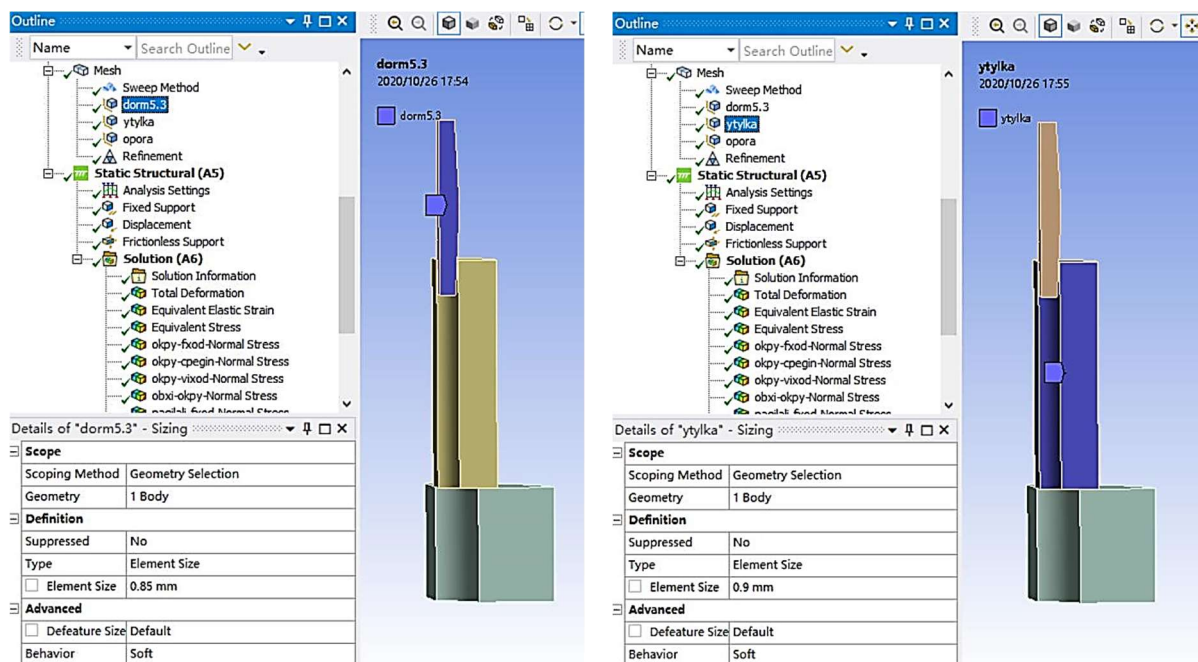 Outline
Name Search Outline
Mesh
Sweep Method
dorm5.3
ytylka
opora
Refinement
Static Structural (A5)
Analysis Settings
Fixed Support
Displacement
Frictionless Support
Solution (A6)
Solution Information
Total Deformation
Equivalent Elastic Strain
Equivalent Stress
okpy-fxod-Normal Stress
okpy-cpegin-Normal Stress
okpy-vixod-Normal Stress
obxi-okpy-Normal Stress
Details of "dorm5.3" - Sizing
Scope
Scoping Method Geometry Selection
Geometry 1 Body
Definition
Suppressed No
Type Element Size
Element Size 0.85 mm
Advanced
Defeature Size Default
Behavior Soft
dorm5.3
2020/10/26 17:54
dorm5.3
Outline
Name Search Outline
Mesh
Sweep Method
dorm5.3
ytylka
opora
Refinement
Static Structural (A5)
Analysis Settings
Fixed Support
Displacement
Frictionless Support
Solution (A6)
Solution Information
Total Deformation
Equivalent Elastic Strain
Equivalent Stress
okpy-fxod-Normal Stress
okpy-cpegin-Normal Stress
okpy-vixod-Normal Stress
obxi-okpy-Normal Stress
Details of "ytylka" - Sizing
Scope
Scoping Method Geometry Selection
Geometry 1 Body
Definition
Suppressed No
Type Element Size
Element Size 0.9 mm
Advanced
Defeature Size Default
Behavior Soft
ytylka
2020/10/26 17:55
ytylka